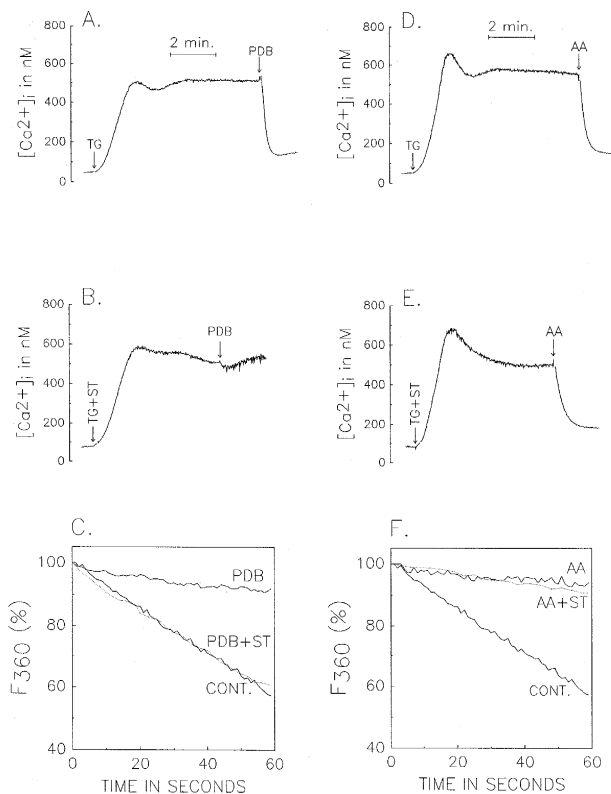 A.
2 min.
PDB
TG
[Ca2+]i in nM
800
600
400
200
0
D.
2 min.
AA
TG
[Ca2+]i in nM
800
600
400
200
0
B.
PDB
TG+ST
[Ca2+]i in nM
800
600
400
200
0
E.
AA
TG+ST
[Ca2+]i in nM
800
600
400
200
0
C.
PDB
PDB+ST
CONT.
F360 (%)
100
80
60
40
0
20
40
60
TIME IN SECONDS
F.
AA
AA+ST
CONT.
F360 (%)
100
80
60
40
0
20
40
60
TIME IN SECONDS